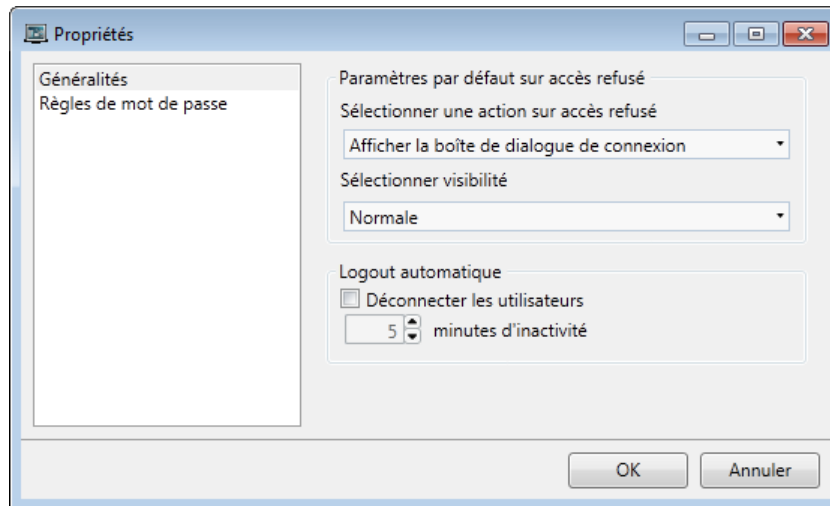 Propriétés
Généralités
Règles de mot de passe
Paramètres par défaut sur accès refusé
Sélectionner une action sur accès refusé
Afficher la boîte de dialogue de connexion
Sélectionner visibilité
Normale
Logout automatique
Déconnecter les utilisateurs
5 minutes d'inactivité
OK Annuler